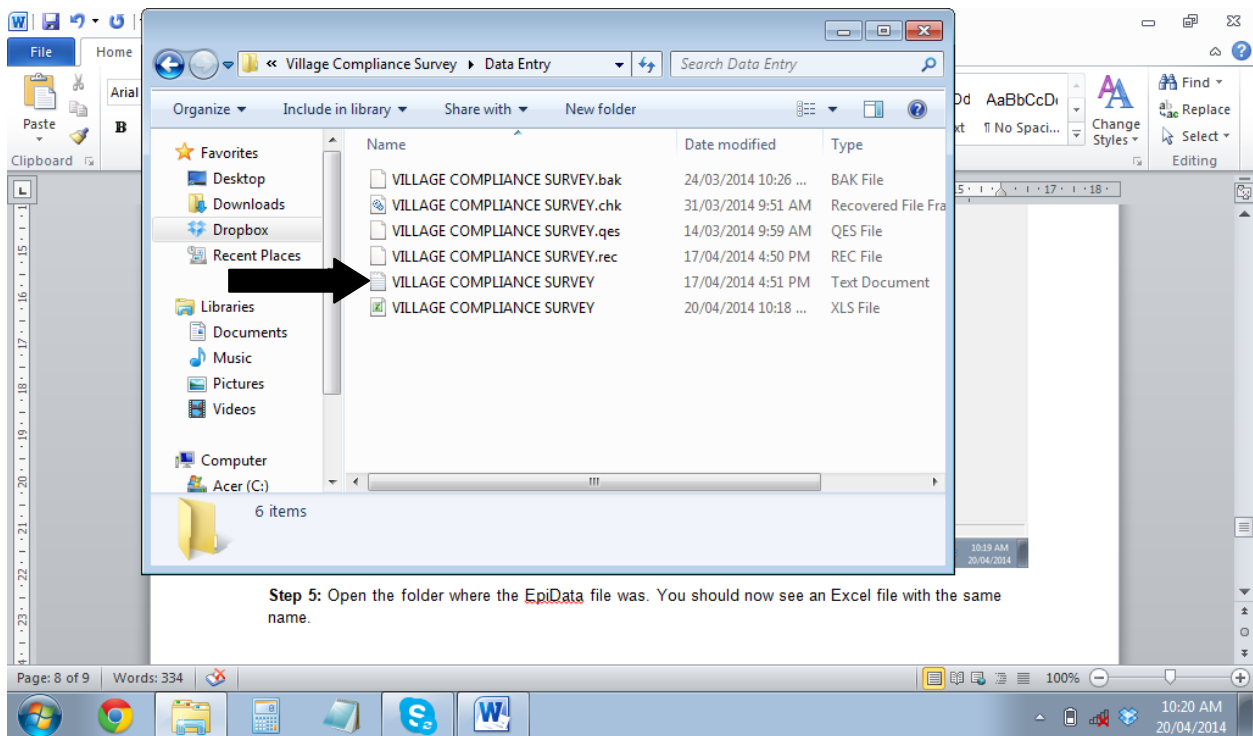 File Home
« Village Compliance Survey ▸ Data Entry Search Data Entry
Organize Include in library Share with New folder
Paste
Clipboard
Arial
B
AaBbCcDı
¶ No Spaci...
Change Styles
Find
Replace
Select
Editing
Favorites
Desktop
Downloads
Dropbox
Recent Places
Libraries
Documents
Music
Pictures
Videos
Computer
Acer (C:)
Name Date modified Type
VILLAGE COMPLIANCE SURVEY.bak 24/03/2014 10:26 ... BAK File
VILLAGE COMPLIANCE SURVEY.chk 31/03/2014 9:51 AM Recovered File Fra
VILLAGE COMPLIANCE SURVEY.qes 14/03/2014 9:59 AM QES File
VILLAGE COMPLIANCE SURVEY.rec 17/04/2014 4:50 PM REC File
VILLAGE COMPLIANCE SURVEY 17/04/2014 4:51 PM Text Document
VILLAGE COMPLIANCE SURVEY 20/04/2014 10:18 ... XLS File
6 items
10:19 AM
20/04/2014
Step 5: Open the folder where the EpiData file was. You should now see an Excel file with the same
name.
Page: 8 of 9 Words: 334 100%
10:20 AM
20/04/2014